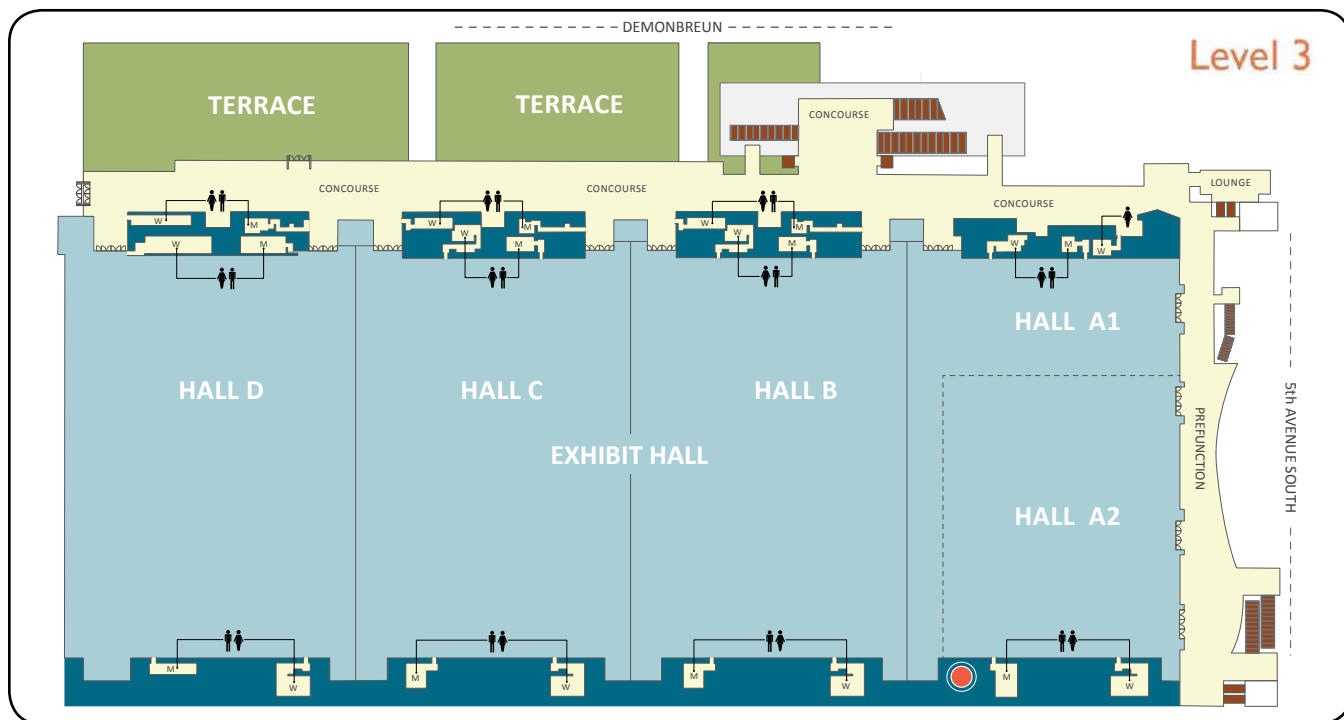 DEMONBREUN
Level 3
TERRACE
TERRACE
CONCOURSE
CONCOURSE
CONCOURSE
CONCOURSE
LOUNGE
W
M
W
M
W
M
W
M
W
M
W
M
W
M
W
HALL D
HALL C
HALL B
HALL A1
EXHIBIT HALL
HALL A2
PREFUNCTION
5th AVENUE SOUTH
M
W
M
W
M
W
M
W